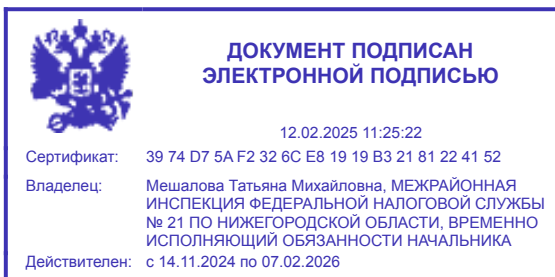 ДОКУМЕНТ ПОДПИСАН
ЭЛЕКТРОННОЙ ПОДПИСЬЮ
12.02.2025 11:25:22
Сертификат: 39 74 D7 5A F2 32 6C E8 19 19 B3 21 81 22 41 52
Владелец: Мешалова Татьяна Михайловна, МЕЖРАЙОННАЯ
ИНСПЕКЦИЯ ФЕДЕРАЛЬНОЙ НАЛОГОВОЙ СЛУЖБЫ
№ 21 ПО НИЖЕГОРОДСКОЙ ОБЛАСТИ, ВРЕМЕННО
ИСПОЛНЯЮЩИЙ ОБЯЗАННОСТИ НАЧАЛЬНИКА
Действителен: с 14.11.2024 по 07.02.2026